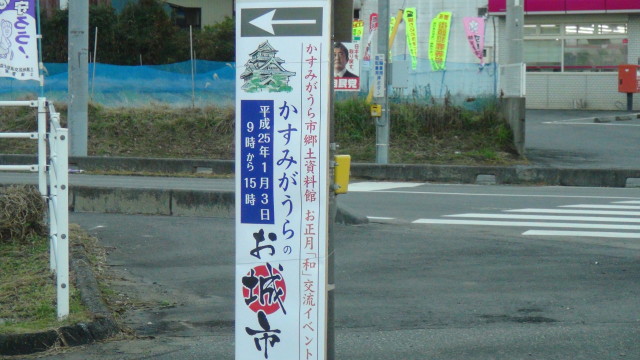 かすみがうら市郷土資料館 お正月「和」交流イベント
かすみがうらの
お城市
平成25年1月3日
9時から15時